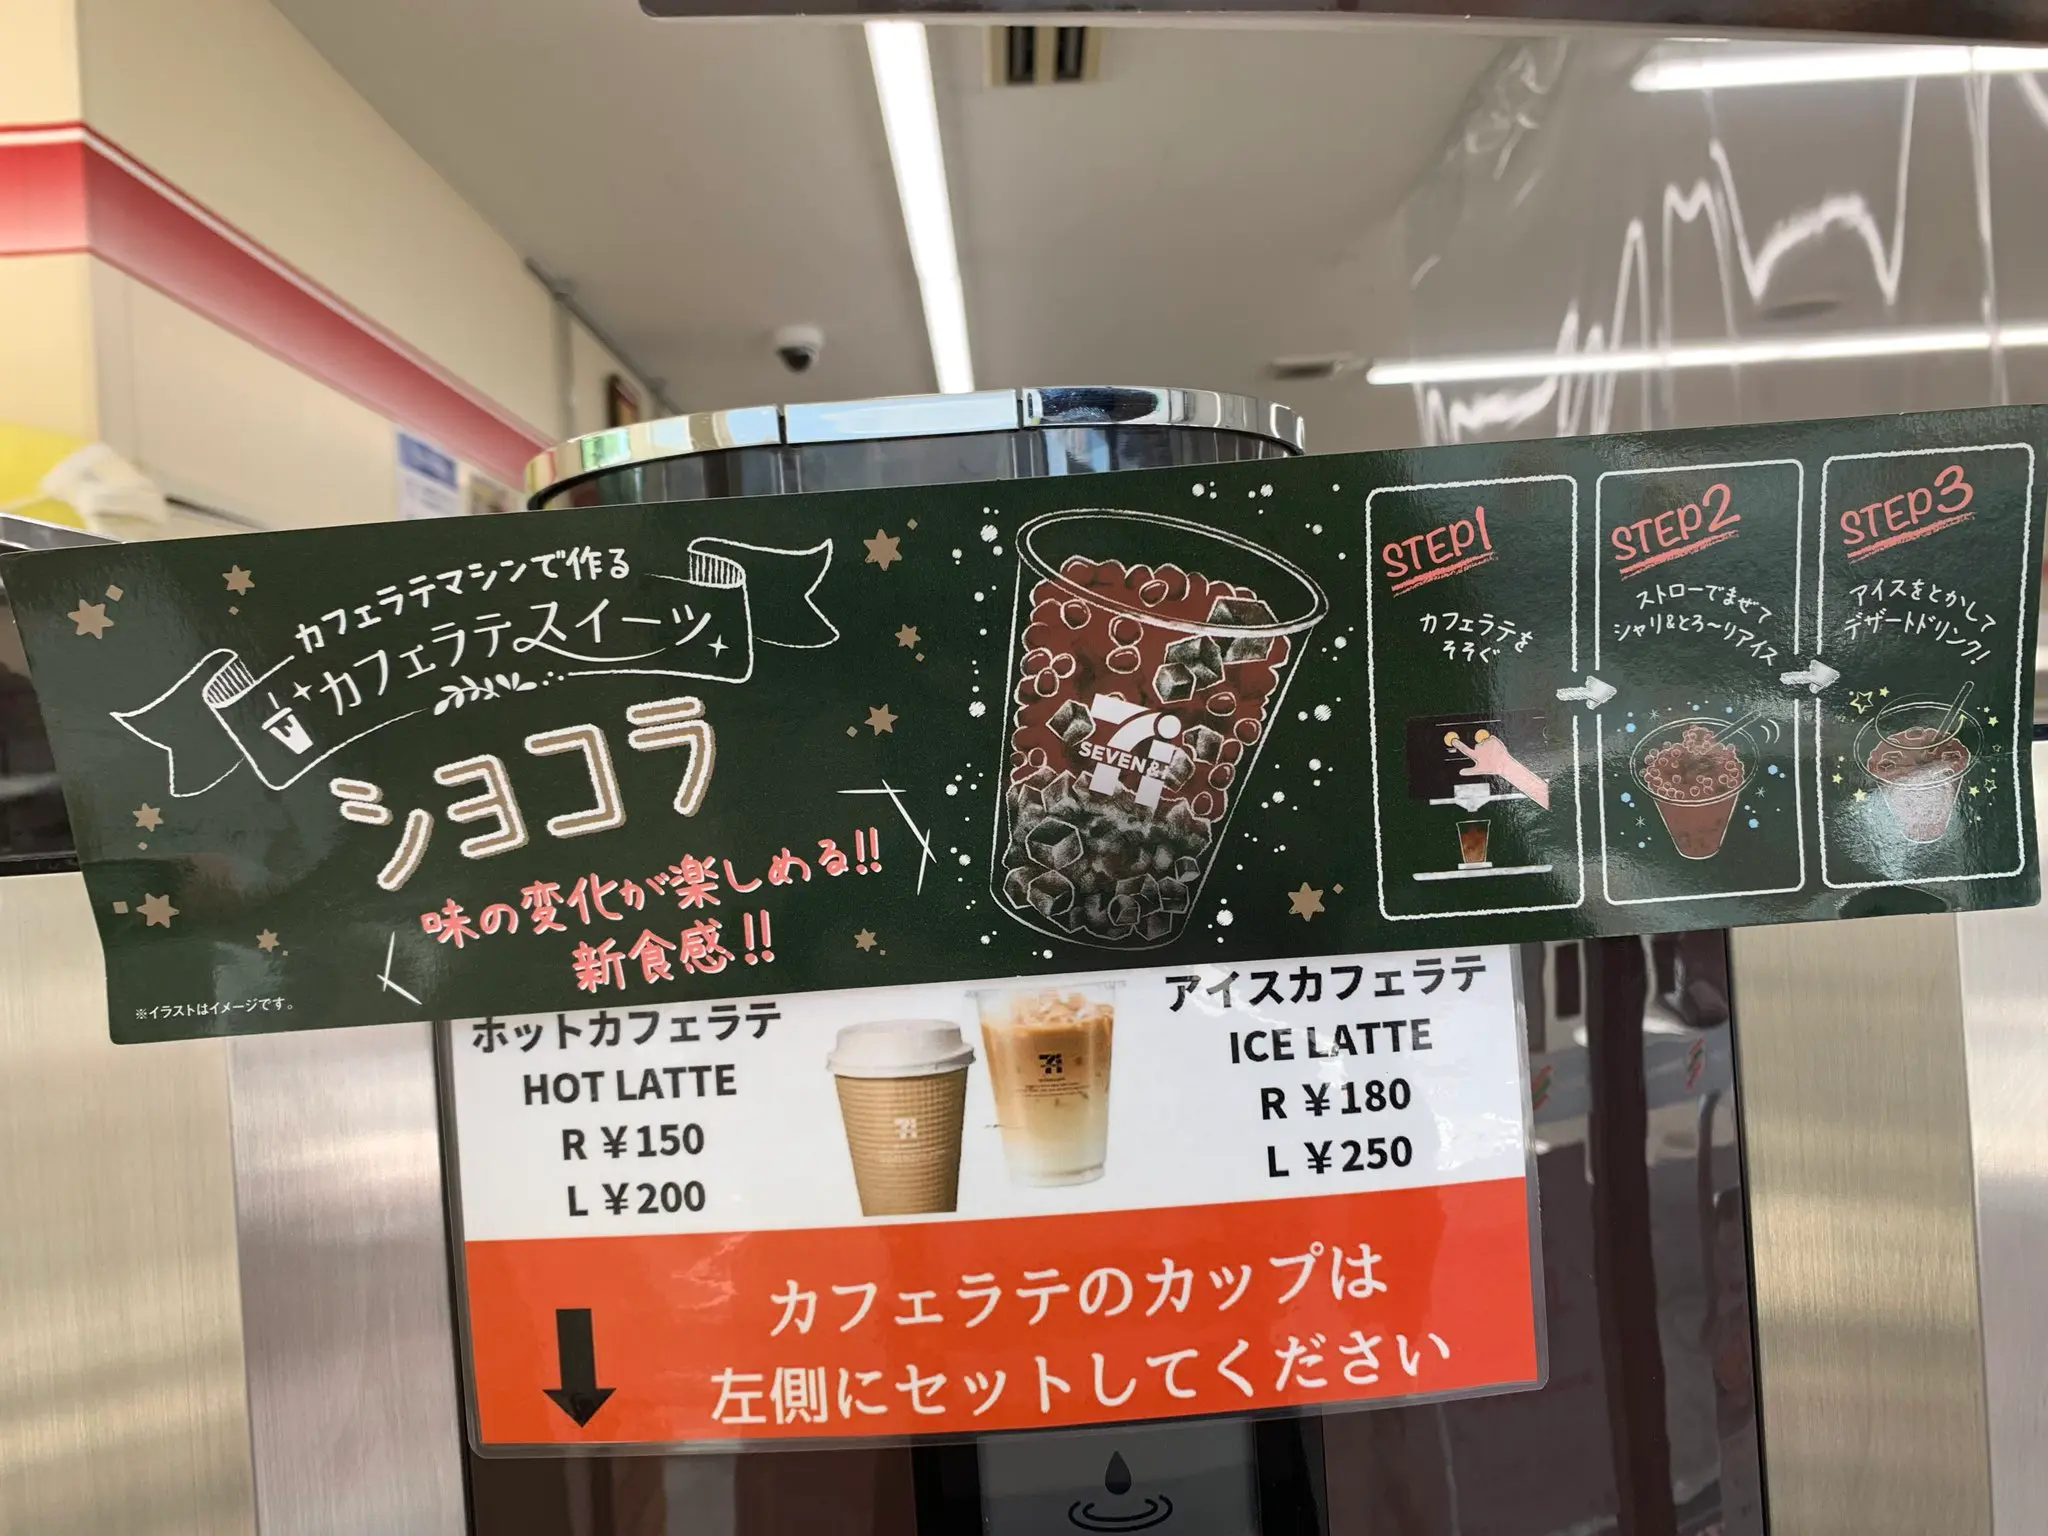 カフェラテマシンで作る
カフェラテスイーツ
ショコラ
味の変化が楽しめる!!
新食感!!
※イラストはイメージです。
7i
SEVEN&i
STEP1
カフェラテを
そそぐ
STEP2
ストローでまぜて
シャリ&とろ〜りアイス
STEP3
アイスをとかして
デザートドリンク!
ホットカフェラテ
HOT LATTE
R ¥150
L ¥200
アイスカフェラテ
ICE LATTE
R ¥180
L ¥250
カフェラテのカップは
左側にセットしてください